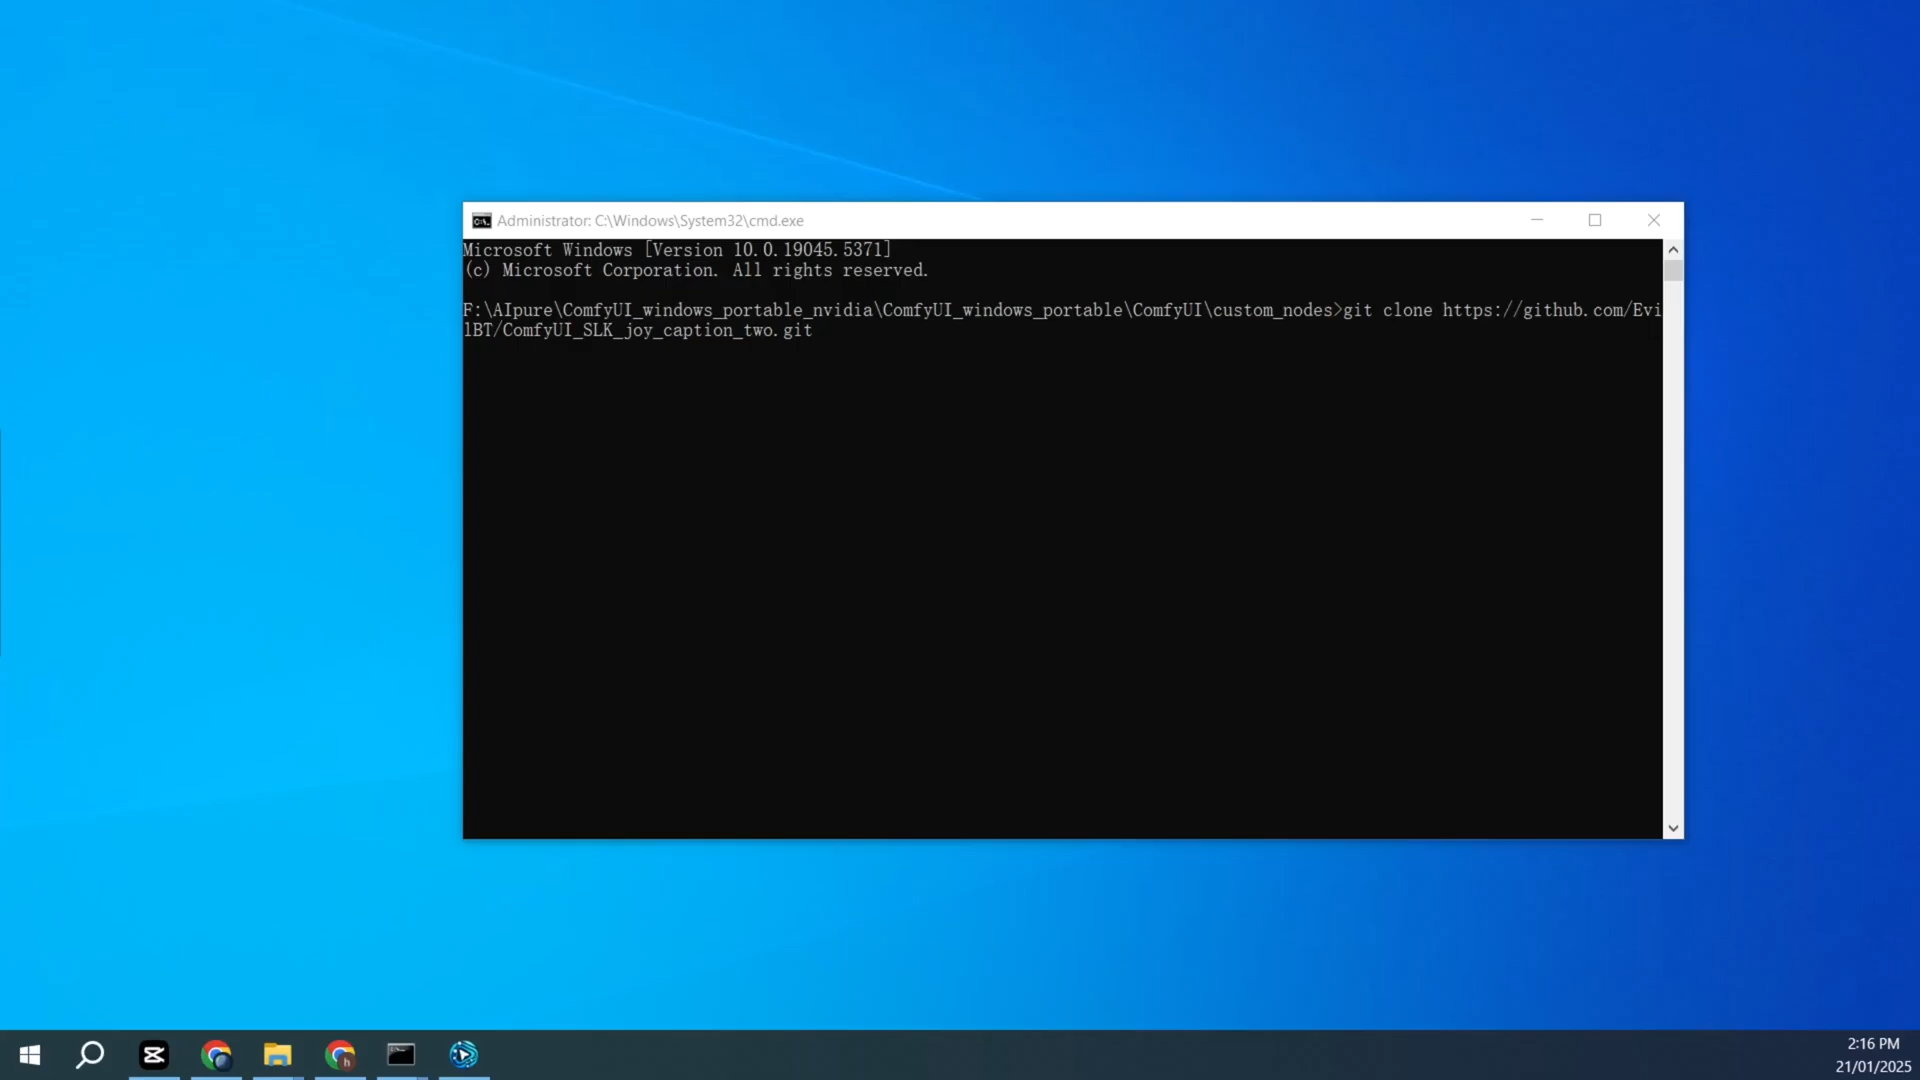 Administrator: C:\Windows\System32\cmd.exe
Microsoft Windows [Version 10.0.19045.5371]
(c) Microsoft Corporation. All rights reserved.
F:\AIpure\ComfyUI_windows_portable_nvidia\ComfyUI_windows_portable\ComfyUI\custom_nodes>git clone https://github.com/Evi
lBT/ComfyUI_SLK_joy_caption_two.git
2:16 PM
21/01/2025